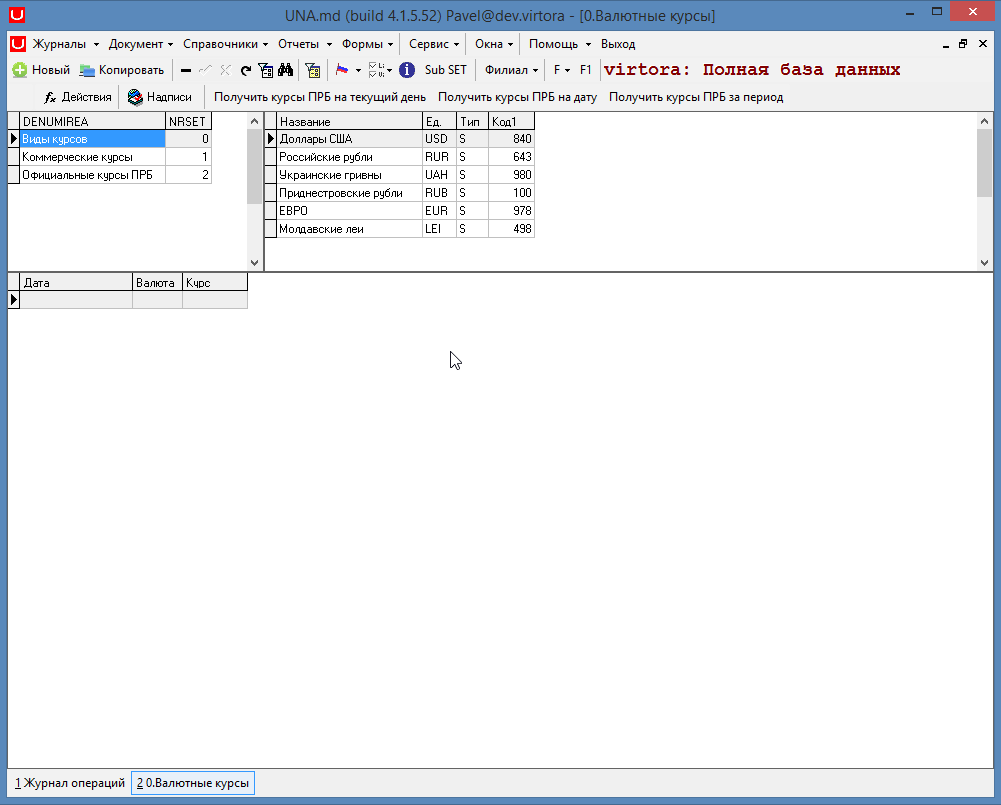 UNA.md (build 4.1.5.52) Pavel@dev.virtora - [0.Валютные курсы]
Журналы Документ Справочники Отчеты Формы Сервис Окна Помощь Выход
Новый Копировать Sub SET Филиал F F1 virtora: Полная база данных
fx Действия Надписи Получить курсы ПРБ на текущий день Получить курсы ПРБ на дату Получить курсы ПРБ за период
DENUMIREA NRSET
Виды курсов 0
Коммерческие курсы 1
Официальные курсы ПРБ 2
Название Ед. Тип Код1
Доллары США USD S 840
Российские рубли RUR S 643
Украинские гривны UAH S 980
Приднестровские рубли RUB S 100
ЕВРО EUR S 978
Молдавские леи LEI S 498
Дата Валюта Курс
1 Журнал операций 2 0.Валютные курсы